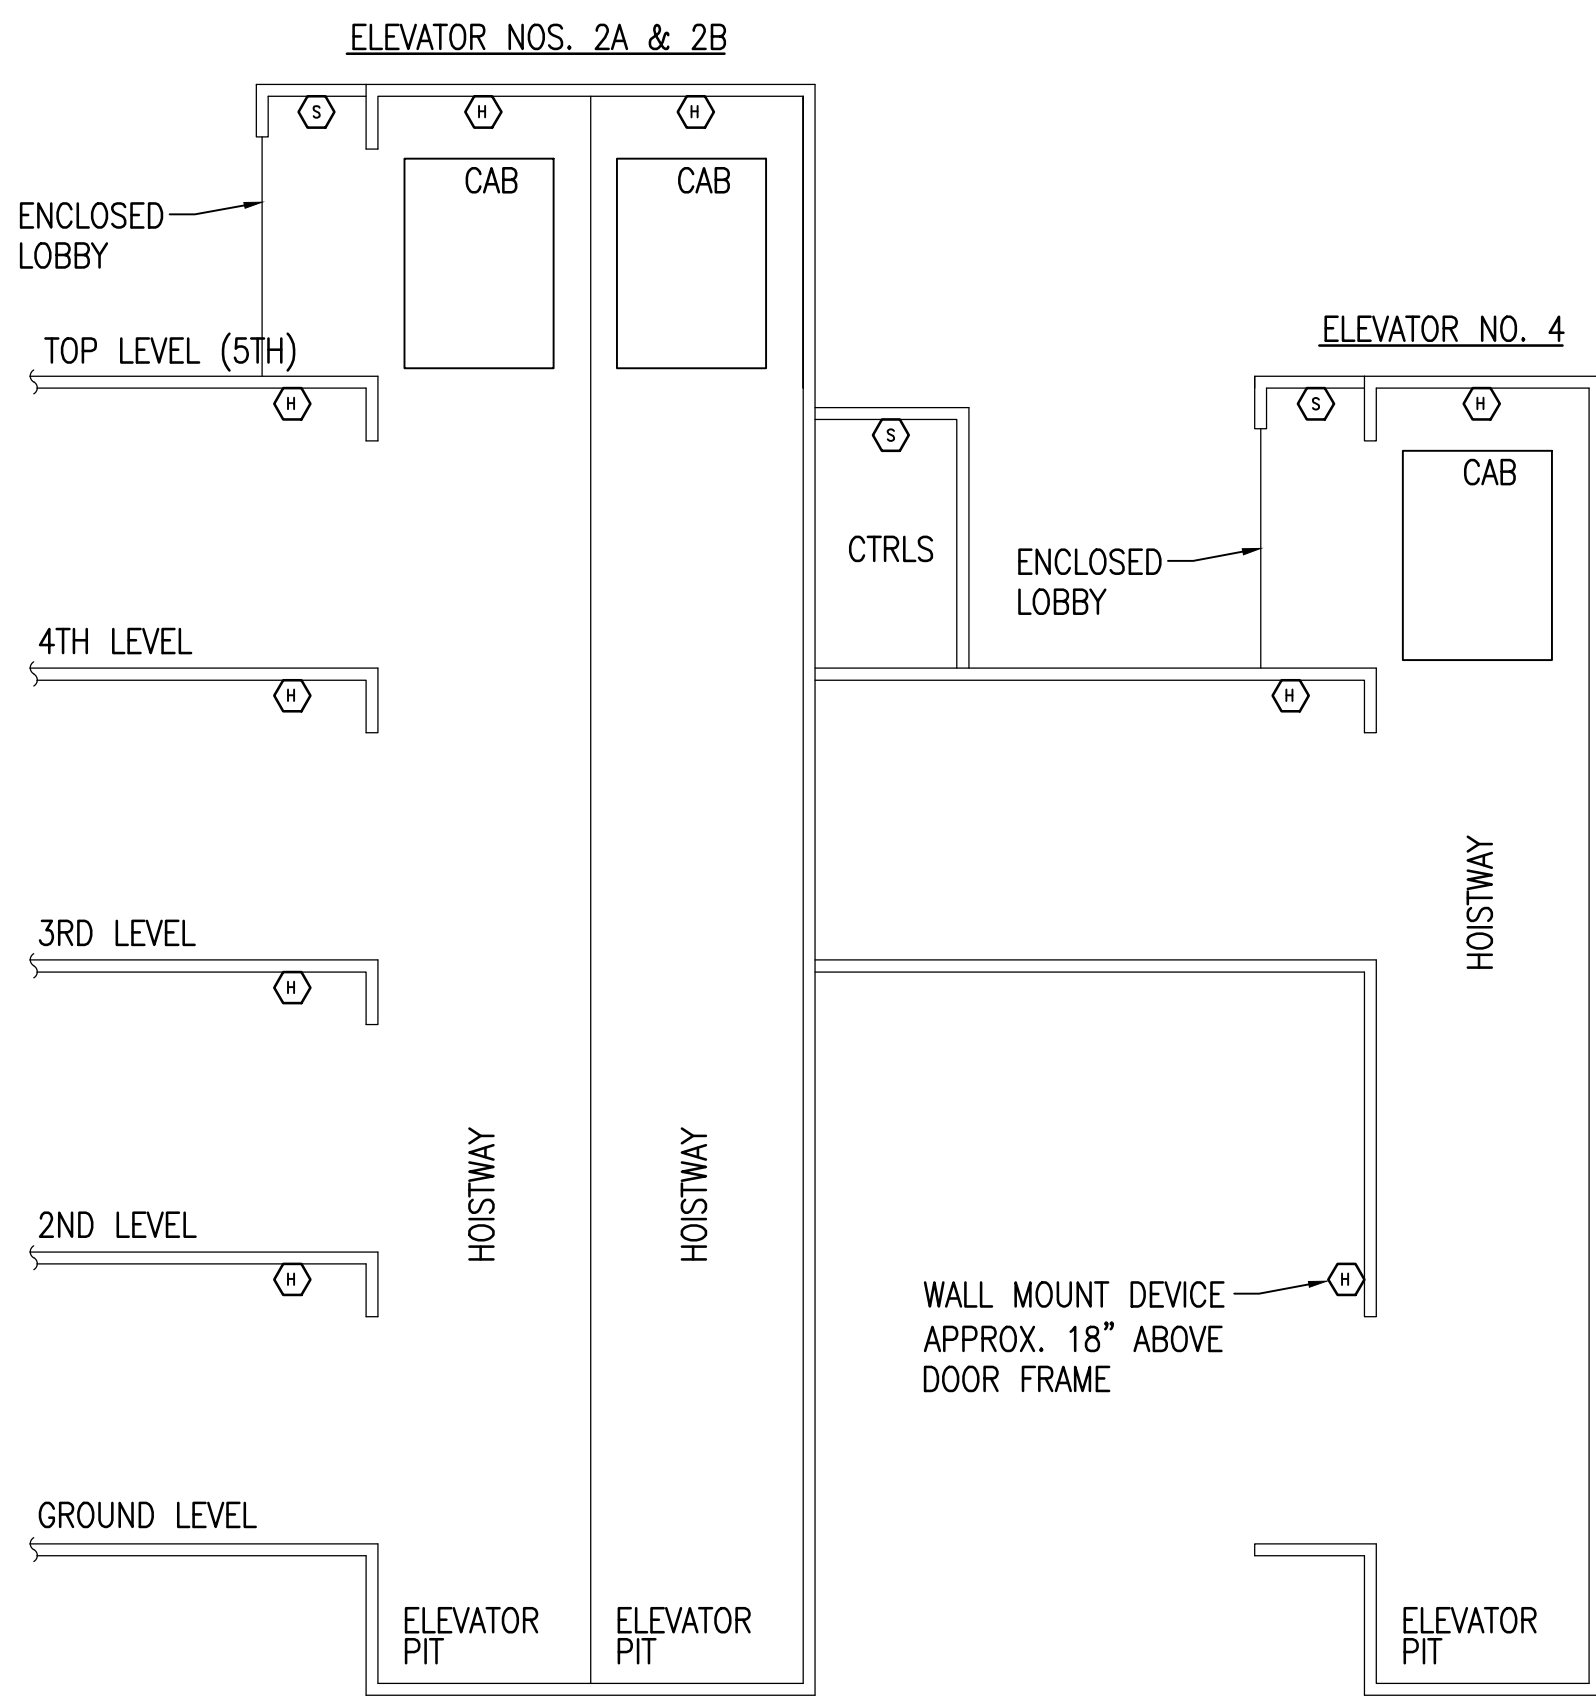 ELEVATOR NOS. 2A & 2B
S
H
H
CAB
CAB
ENCLOSED
LOBBY
TOP LEVEL (5TH)
H
ELEVATOR NO. 4
S
H
S
CAB
CTRLS
ENCLOSED
LOBBY
4TH LEVEL
H
H
HOISTWAY
3RD LEVEL
H
HOISTWAY
HOISTWAY
2ND LEVEL
H
H
WALL MOUNT DEVICE
APPROX. 18” ABOVE
DOOR FRAME
GROUND LEVEL
ELEVATOR
PIT
ELEVATOR
PIT
ELEVATOR
PIT